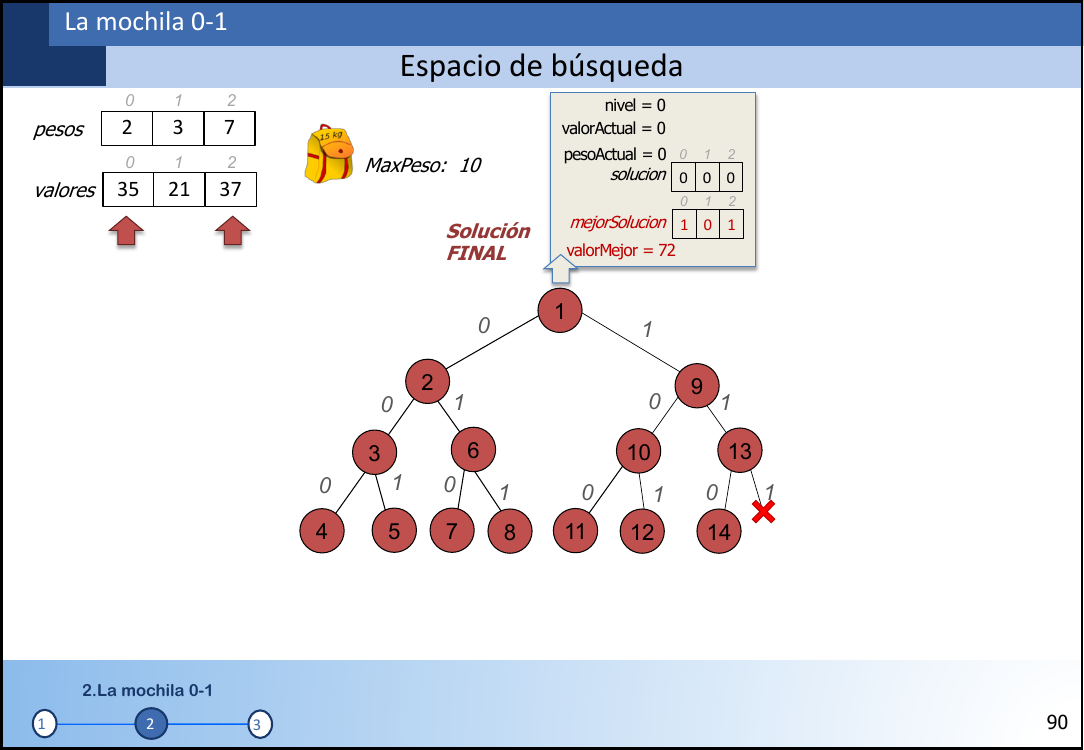 La mochila 0-1
Espacio de búsqueda
0 1 2
pesos 2 3 7
0 1 2
valores 35 21 37
15 kg
MaxPeso: 10
nivel = 0
valorActual = 0
pesoActual = 0 0 1 2
solucion 0 0 0
0 1 2
mejorSolucion 1 0 1
valorMejor = 72
Solución
FINAL
1
0 1
2 9
0 1 0 1
3 6 10 13
0 1 0 1 0 1 0 1
4 5 7 8 11 12 14
2.La mochila 0-1
1 2 3
90